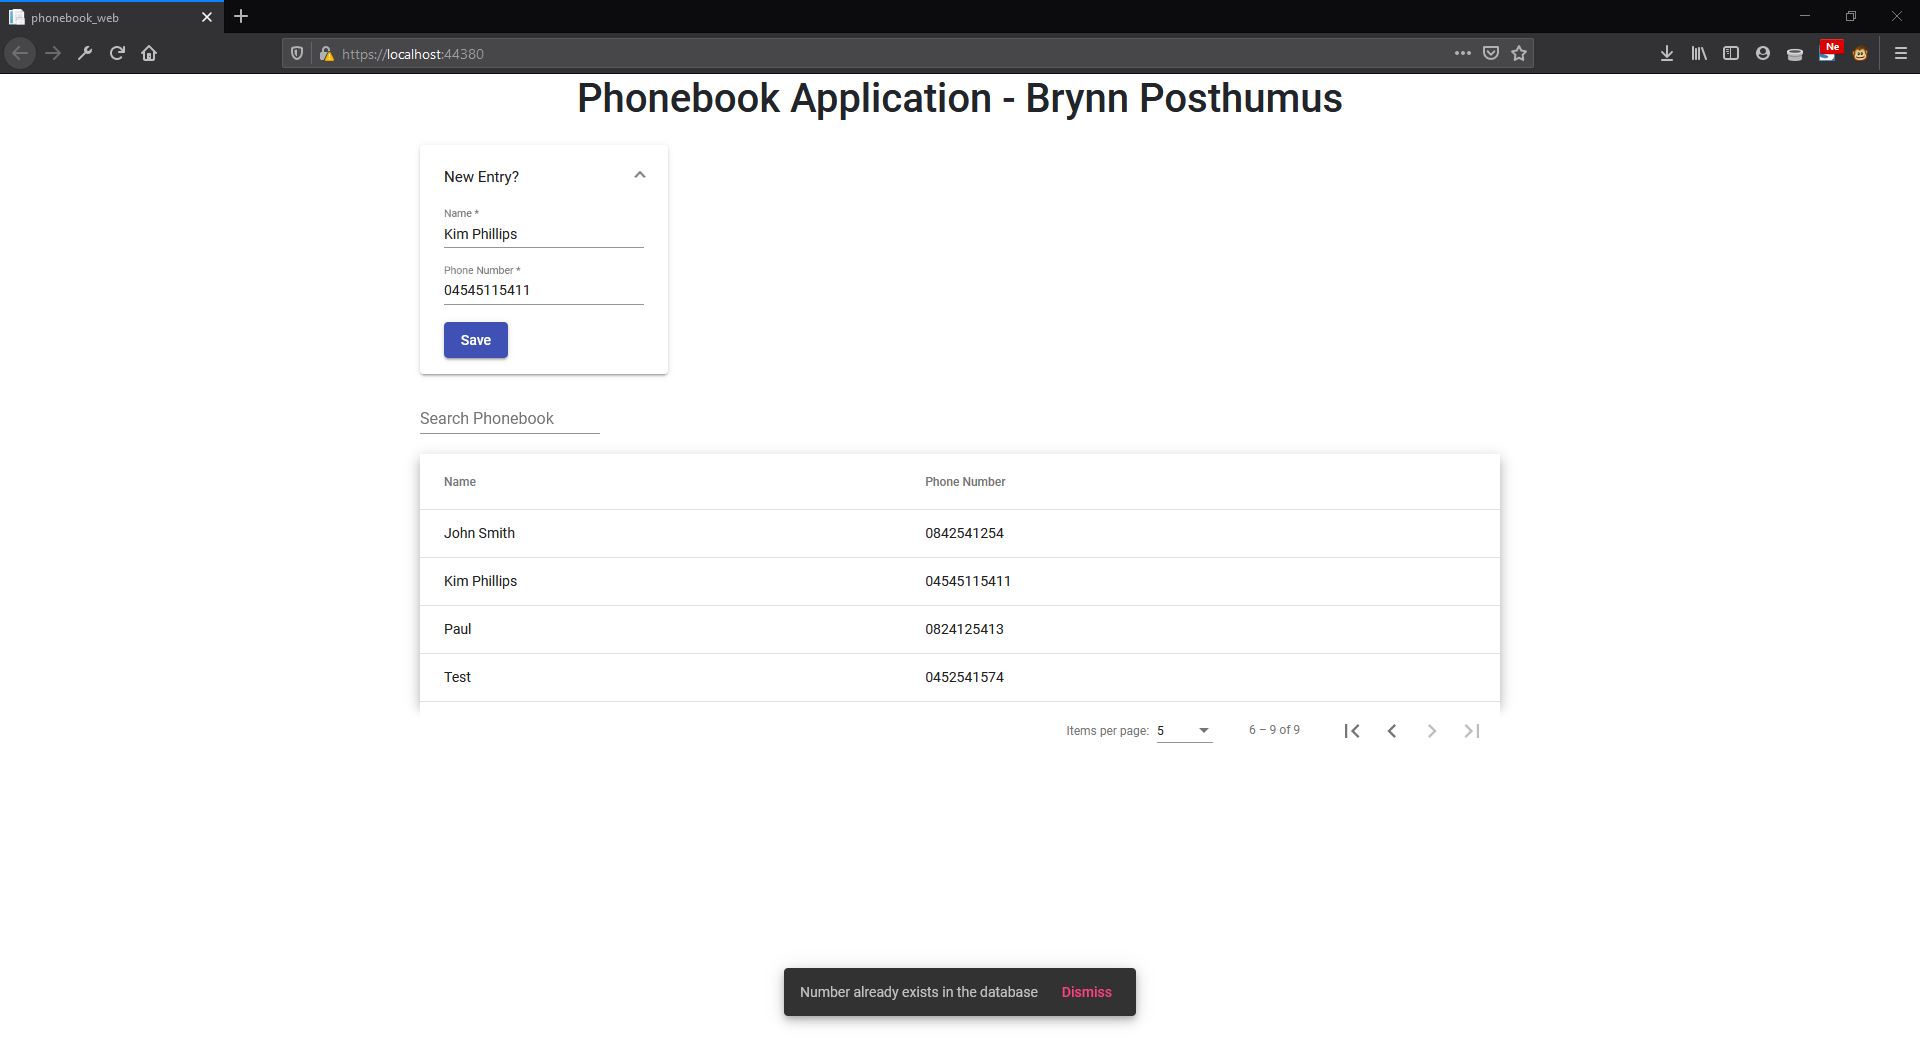 phonebook_web
https://localhost:44380
Ne
Phonebook Application - Brynn Posthumus
New Entry?
Name *
Kim Phillips
Phone Number *
04545115411
Save
Search Phonebook
Name Phone Number
John Smith 0842541254
Kim Phillips 04545115411
Paul 0824125413
Test 0452541574
Items per page: 5 6 – 9 of 9
Number already exists in the database Dismiss